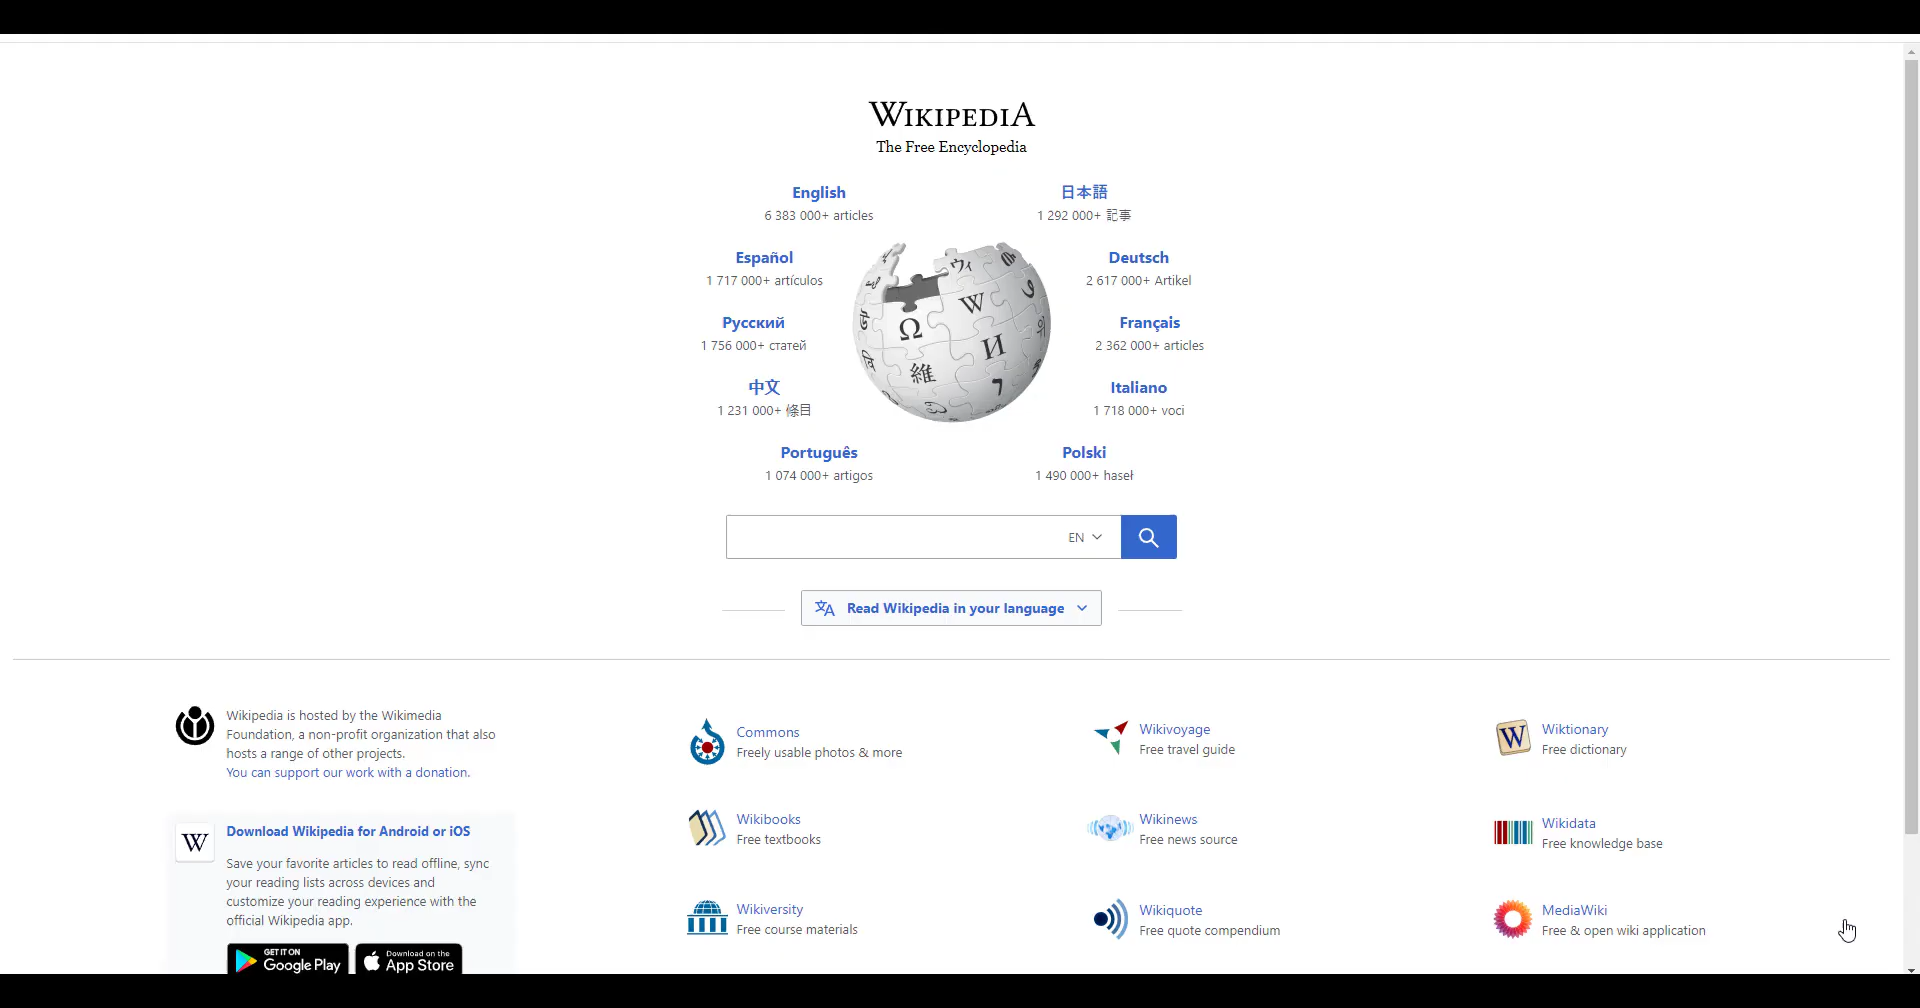 WIKIPEDIA
The Free Encyclopedia
English
6 383 000+ articles
日本語
1 292 000+ 記事
Español
1 717 000+ artículos
Deutsch
2 617 000+ Artikel
Русский
1 756 000+ статей
Français
2 362 000+ articles
中文
1 231 000+ 條目
Italiano
1 718 000+ voci
Português
1 074 000+ artigos
Polski
1 490 000+ haseł
Ω
W
И
維
ウィ
7
EN
Read Wikipedia in your language
Wikipedia is hosted by the Wikimedia
Foundation, a non-profit organization that also
hosts a range of other projects.
You can support our work with a donation.
W
Download Wikipedia for Android or iOS
Save your favorite articles to read offline, sync
your reading lists across devices and
customize your reading experience with the
official Wikipedia app.
GET IT ON
Google Play
Download on the
App Store
Commons
Freely usable photos & more
Wikivoyage
Free travel guide
W
Wiktionary
Free dictionary
Wikibooks
Free textbooks
Wikinews
Free news source
Wikidata
Free knowledge base
Wikiversity
Free course materials
Wikiquote
Free quote compendium
MediaWiki
Free & open wiki application